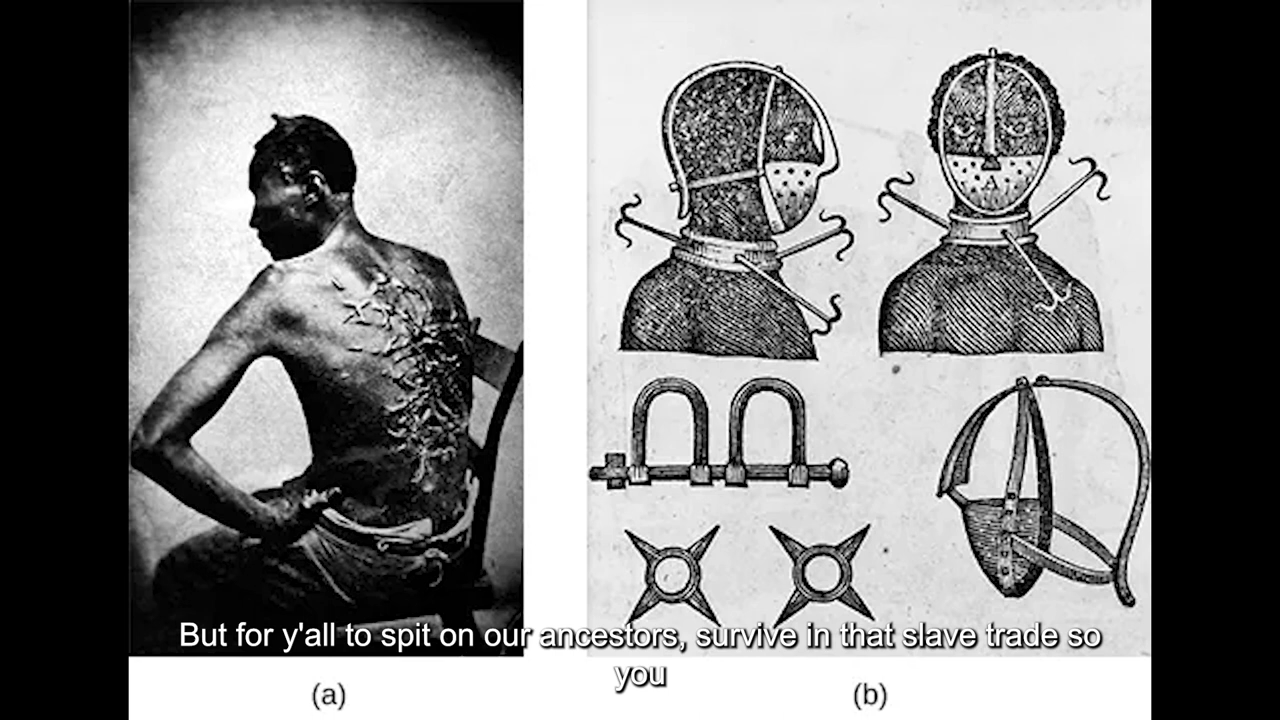 A
But for y'all to spit on our ancestors, survive in that slave trade so
you
(a)
(b)